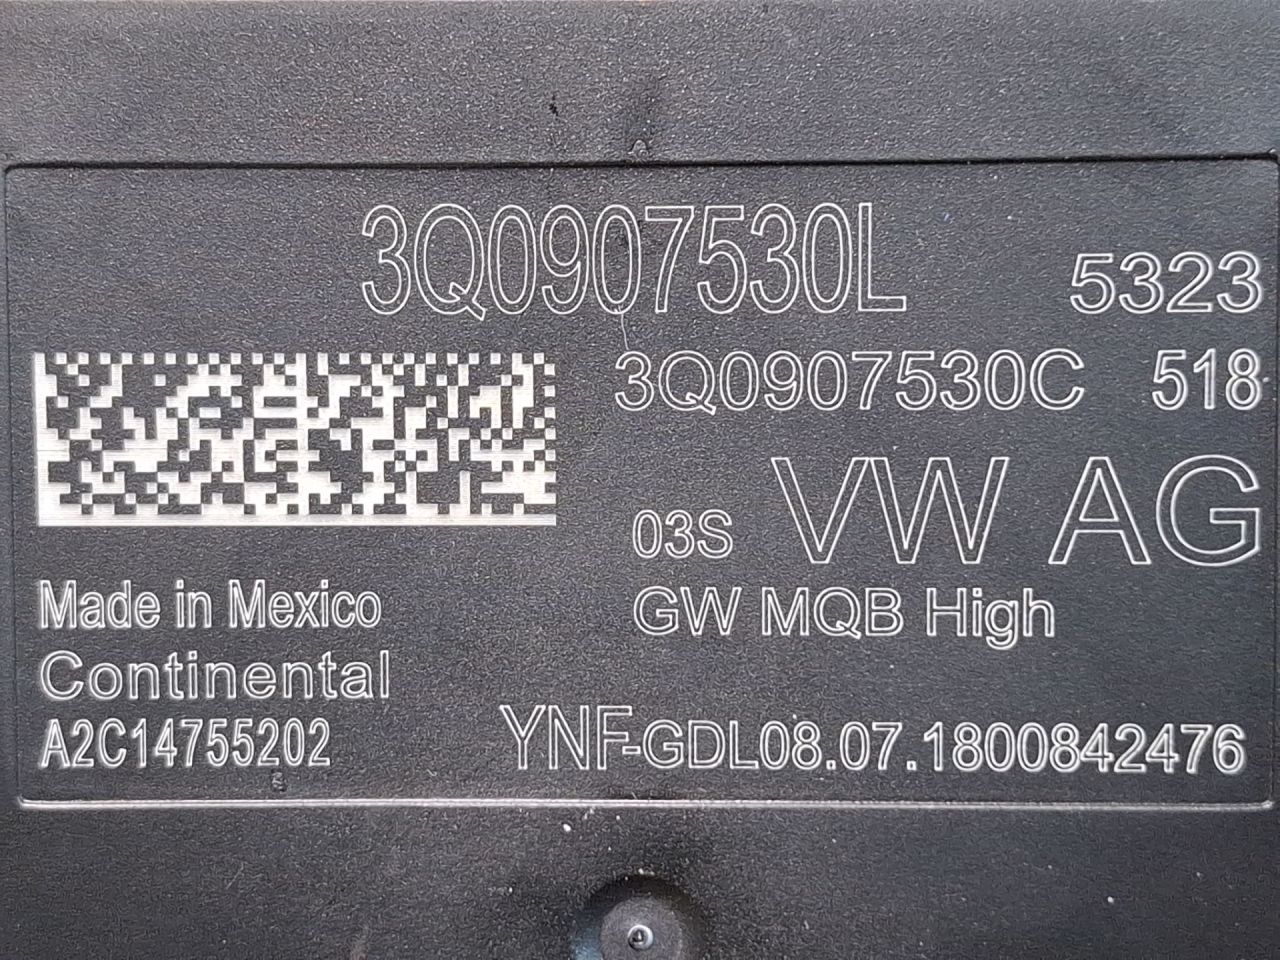 3Q0907530L 5323
3Q0907530C 518
03S VW AG
GW MQB High
Made in Mexico
Continental
A2C14755202
YNF-GDL08.07.1800842476